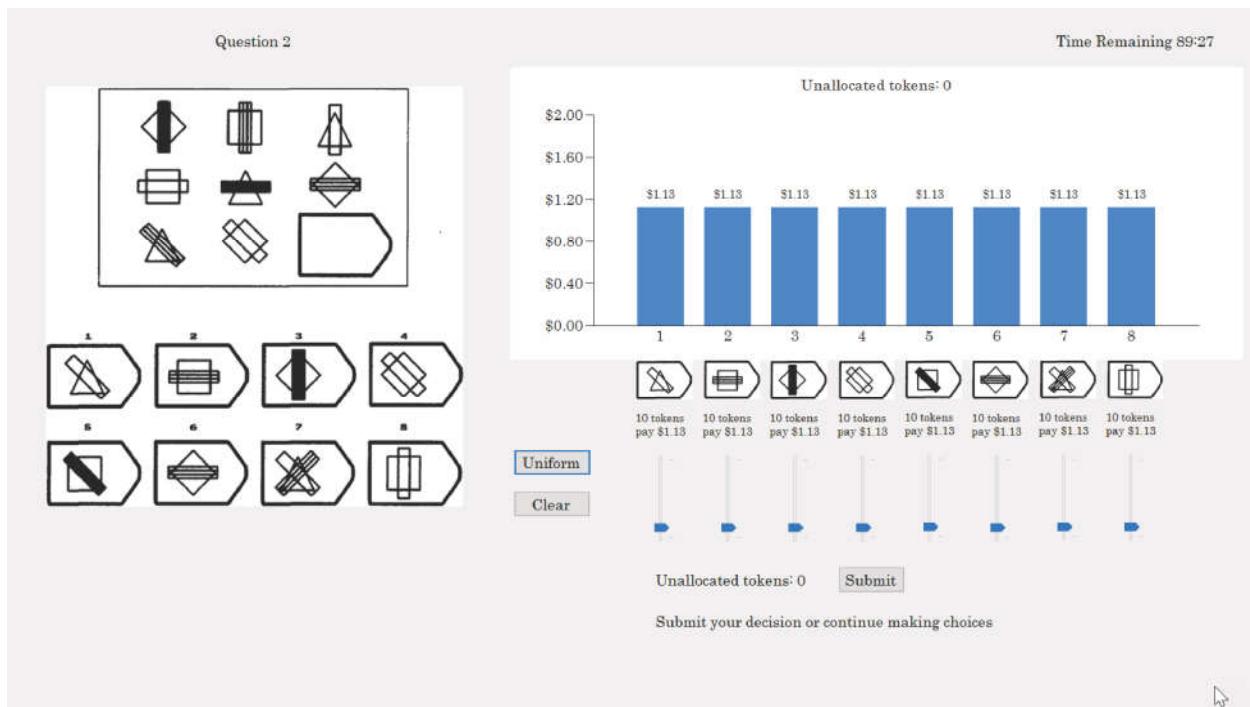 Question 2
Time Remaining 89:27
Unallocated tokens: 0
$2.00
$1.60
$1.20
$0.80
$0.40
$0.00
$1.13 $1.13 $1.13 $1.13 $1.13 $1.13 $1.13 $1.13
1 2 3 4 5 6 7 8
1 2 3 4
5 6 7 8
10 tokens 10 tokens 10 tokens 10 tokens 10 tokens 10 tokens 10 tokens 10 tokens
pay $1.13 pay $1.13 pay $1.13 pay $1.13 pay $1.13 pay $1.13 pay $1.13 pay $1.13
Uniform
Clear
Unallocated tokens: 0 Submit
Submit your decision or continue making choices